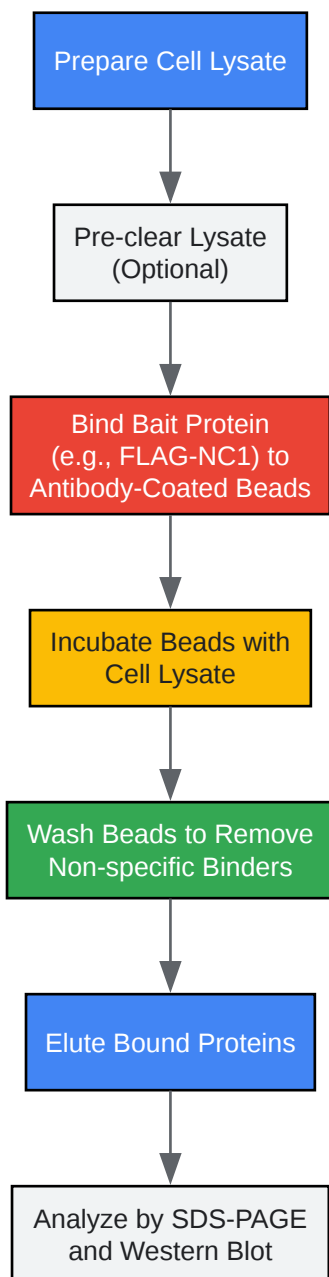 Prepare Cell Lysate
Pre-clear Lysate
(Optional)
Bind Bait Protein
(e.g., FLAG-NC1) to
Antibody-Coated Beads
Incubate Beads with
Cell Lysate
Wash Beads to Remove
Non-specific Binders
Elute Bound Proteins
Analyze by SDS-PAGE
and Western Blot